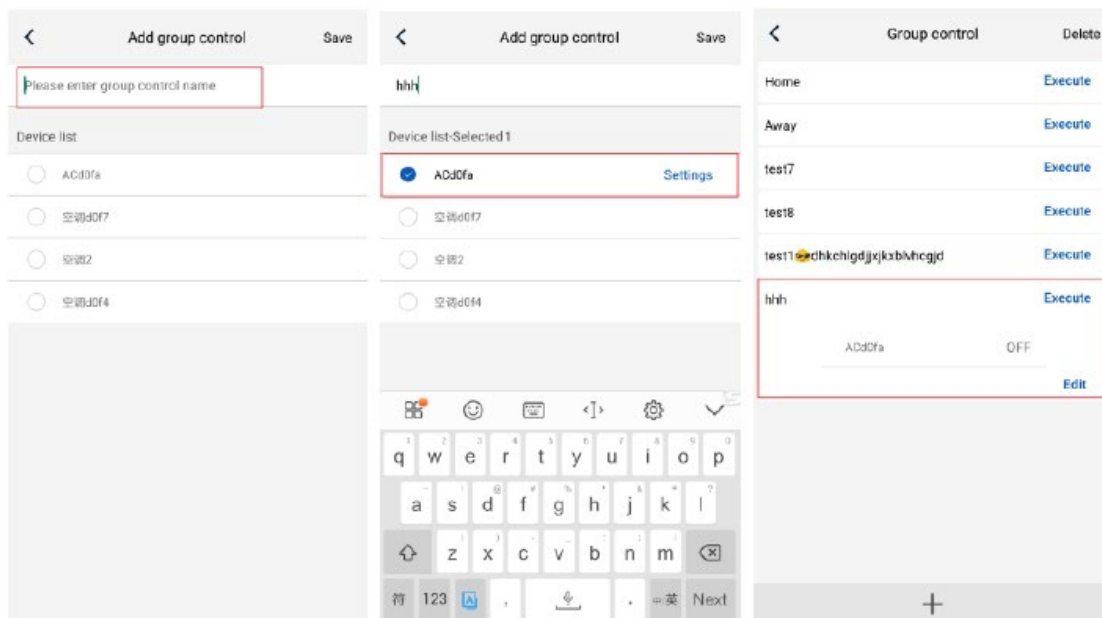 Add group control
Save
Please enter group control name
Device list
ACd0fa
空调d0f7
空调2
空调d0f4
Add group control
Save
hhh
Device list-Selected 1
ACd0fa
Settings
空调d0f7
空调2
空调d0f4
q w e r t y u i o p
a s d f g h j k l
z x c v b n m
符 123 , . 英 Next
Group control
Delete
Home
Execute
Away
Execute
test7
Execute
test8
Execute
Execute
hhh
Execute
ACd0fa
OFF
Edit
+